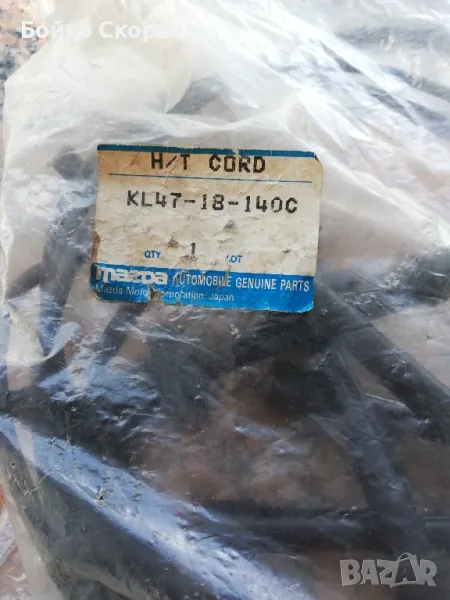 Бойко Скор
H/T CORD
KL47-18-140C
QTY 1 LOT
mazda AUTOMOBILE GENUINE PARTS
Mazda Motor Corporation, Japan
BAZAR